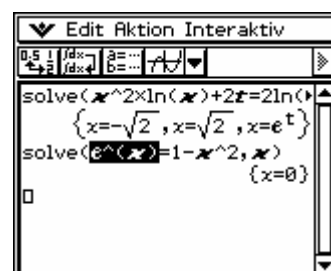 Edit Aktion Interaktiv
solve(x^2×ln(x)+2t=2ln(
{x=-√2,x=√2,x=e^t}
solve(e^(x)=1-x^2,x)
{x=0}